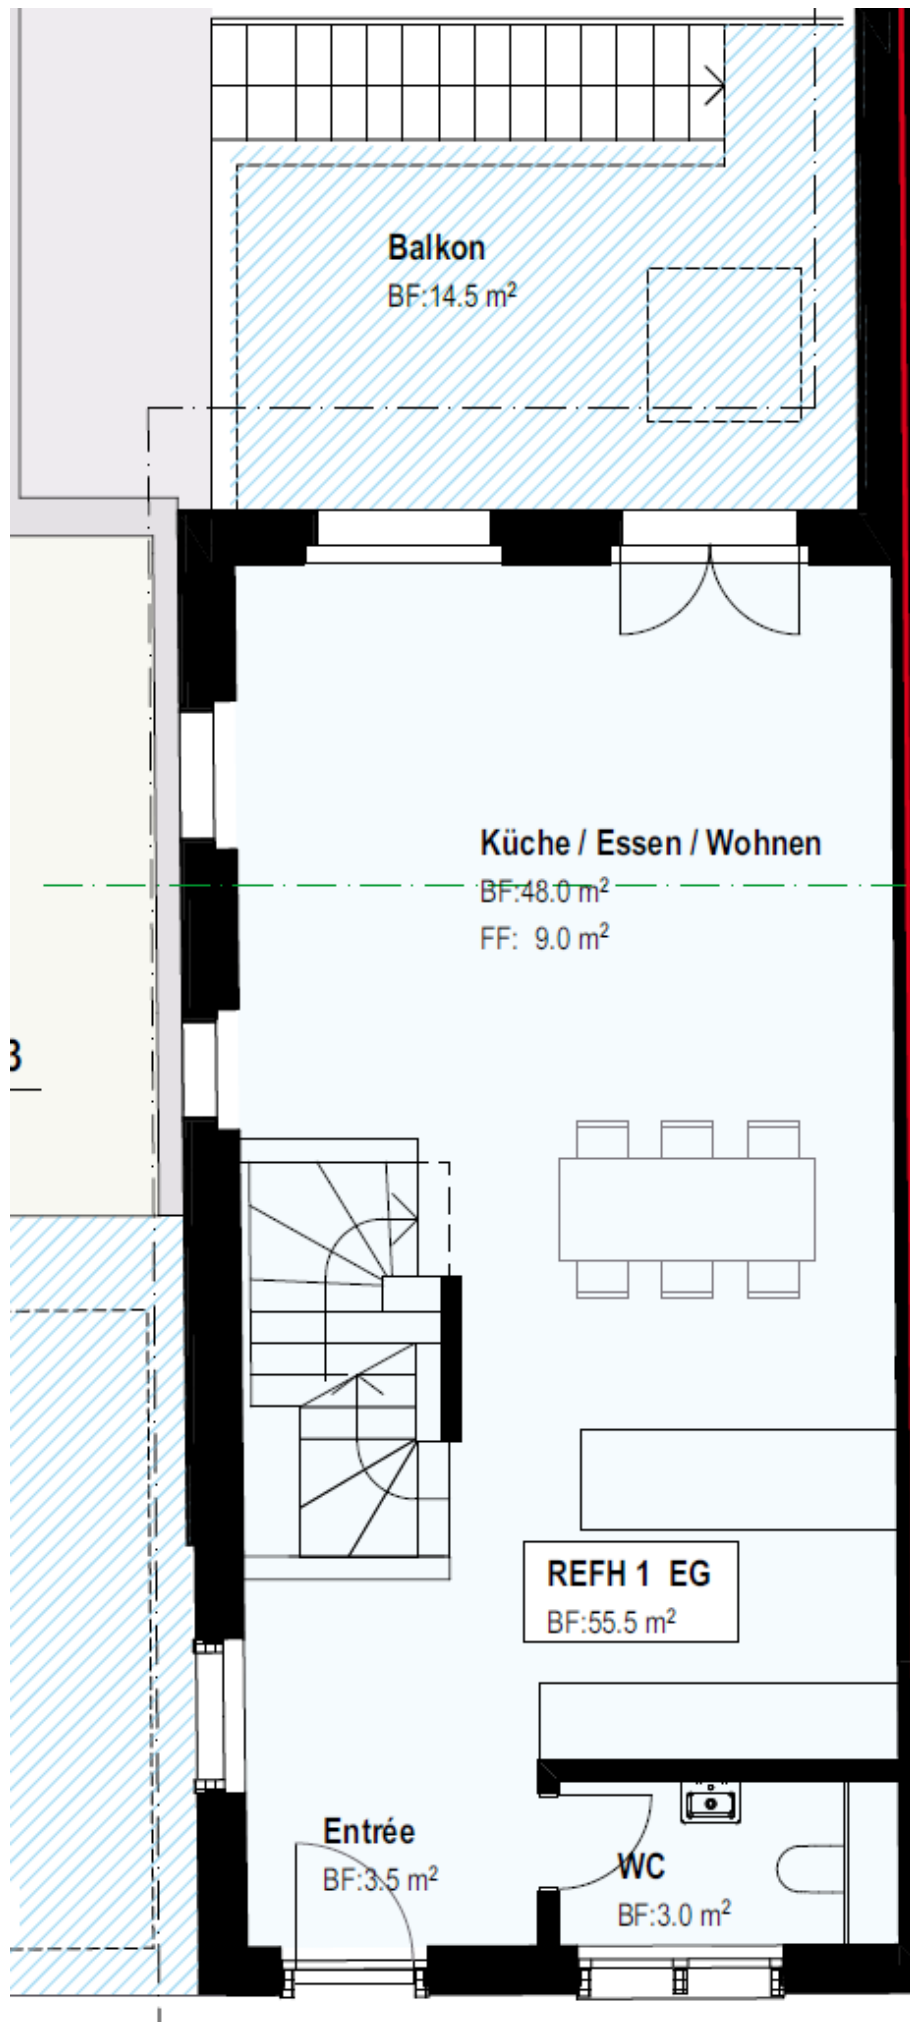 Balkon
BF:14.5 m²
Küche / Essen / Wohnen
BF:48.0 m²
FF: 9.0 m²
REFH 1 EG
BF:55.5 m²
Entrée
BF:3.5 m²
WC
BF:3.0 m²